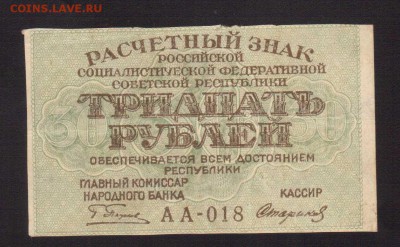 COINS.LAVE.RU
РАСЧЕТНЫЙ ЗНАК
РОССИЙСКОЙ
СОЦИАЛИСТИЧЕСКОЙ ФЕДЕРАТИВНОЙ
СОВЕТСКОЙ РЕСПУБЛИКИ
ТРИДЦАТЬ
РУБЛЕЙ
ОБЕСПЕЧИВАЕТСЯ ВСЕМ ДОСТОЯНИЕМ
РЕСПУБЛИКИ
ГЛАВНЫЙ КОМИССАР
НАРОДНОГО БАНКА
КАССИР
АА-018